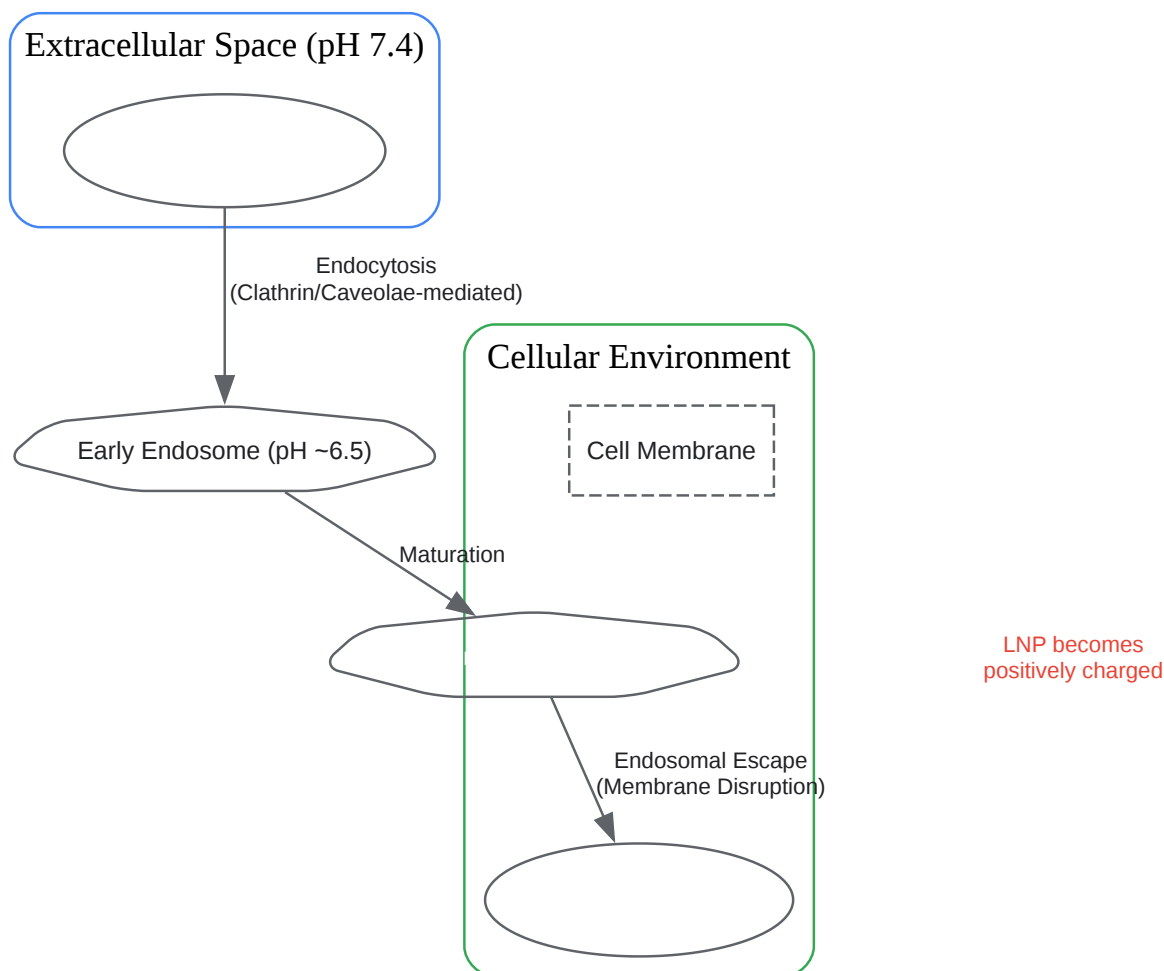 Extracellular Space (pH 7.4)
Endocytosis
(Clathrin/Caveolae-mediated)
Cellular Environment
Early Endosome (pH ~6.5)
Cell Membrane
Maturation
LNP becomes
positively charged
Endosomal Escape
(Membrane Disruption)